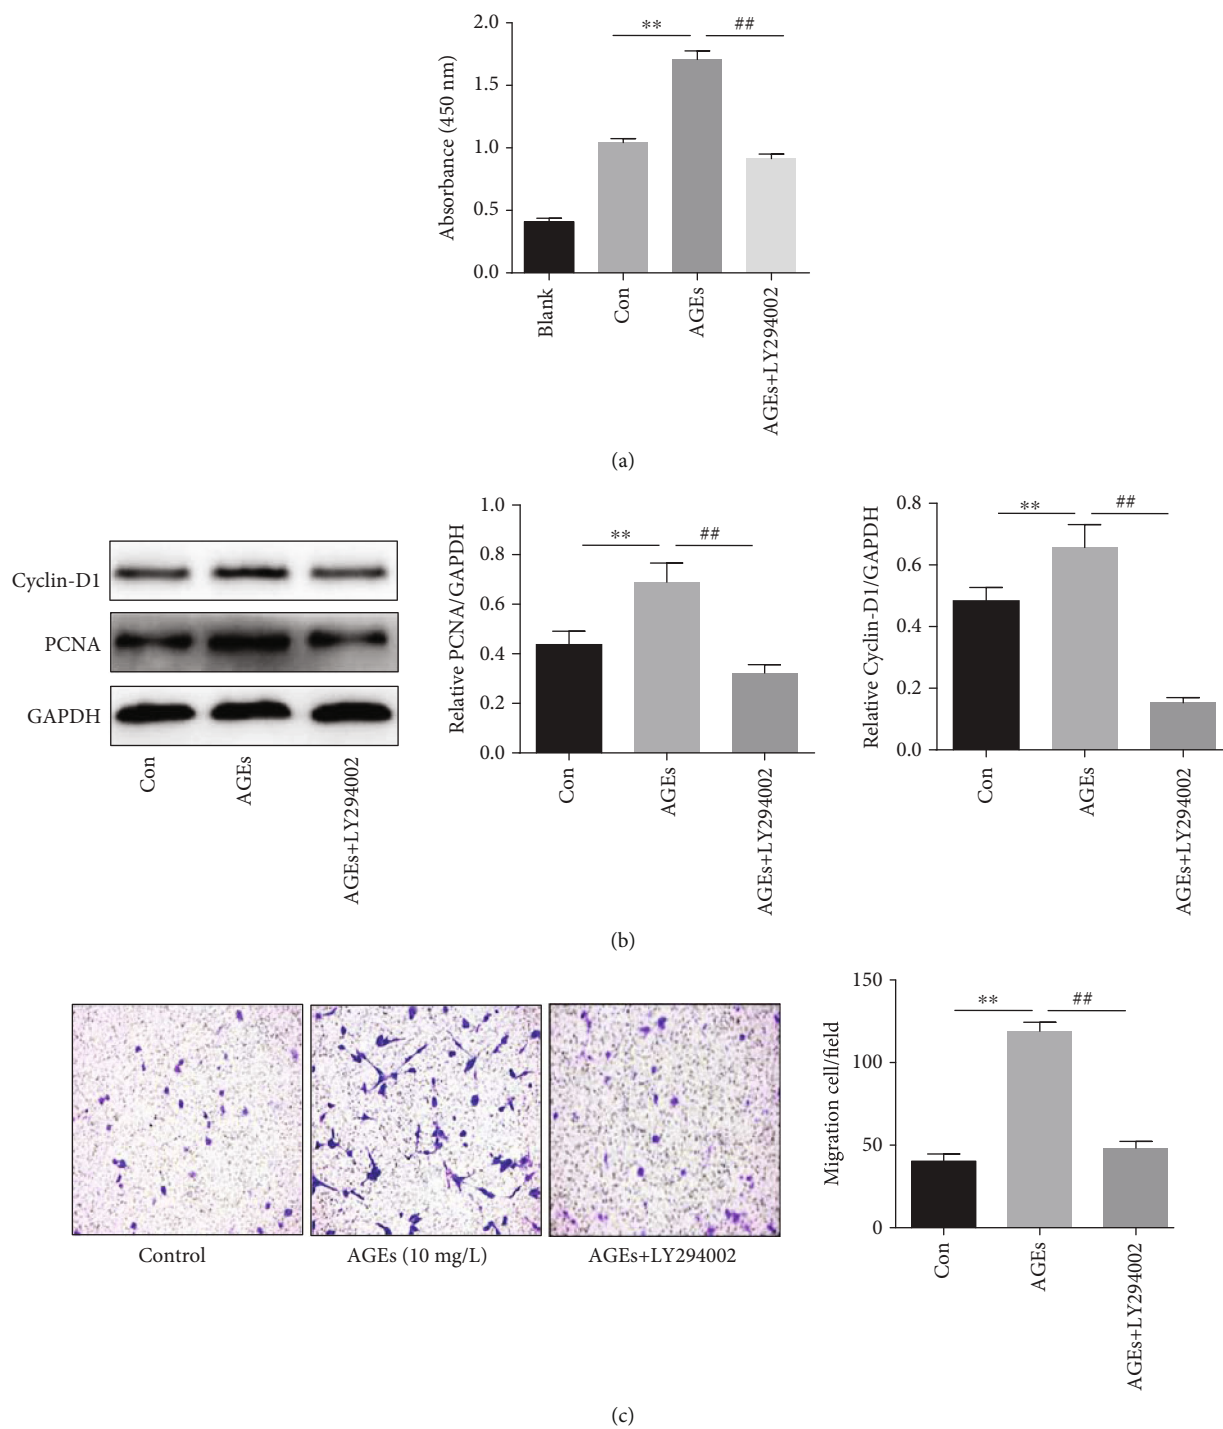 Absorbance (450 nm)
2.0
1.5
1.0
0.5
0.0
**
##
Blank
Con
AGEs
AGEs+LY294002
(a)
Cyclin-D1
PCNA
GAPDH
Con
AGEs
AGEs+LY294002
Relative PCNA/GAPDH
1.0
0.8
0.6
0.4
0.2
0.0
**
##
Con
AGEs
AGEs+LY294002
Relative Cyclin-D1/GAPDH
0.8
0.6
0.4
0.2
0.0
**
##
Con
AGEs
AGEs+LY294002
(b)
Control
AGEs (10 mg/L)
AGEs+LY294002
Migration cell/field
150
100
50
0
**
##
Con
AGEs
AGEs+LY294002
(c)